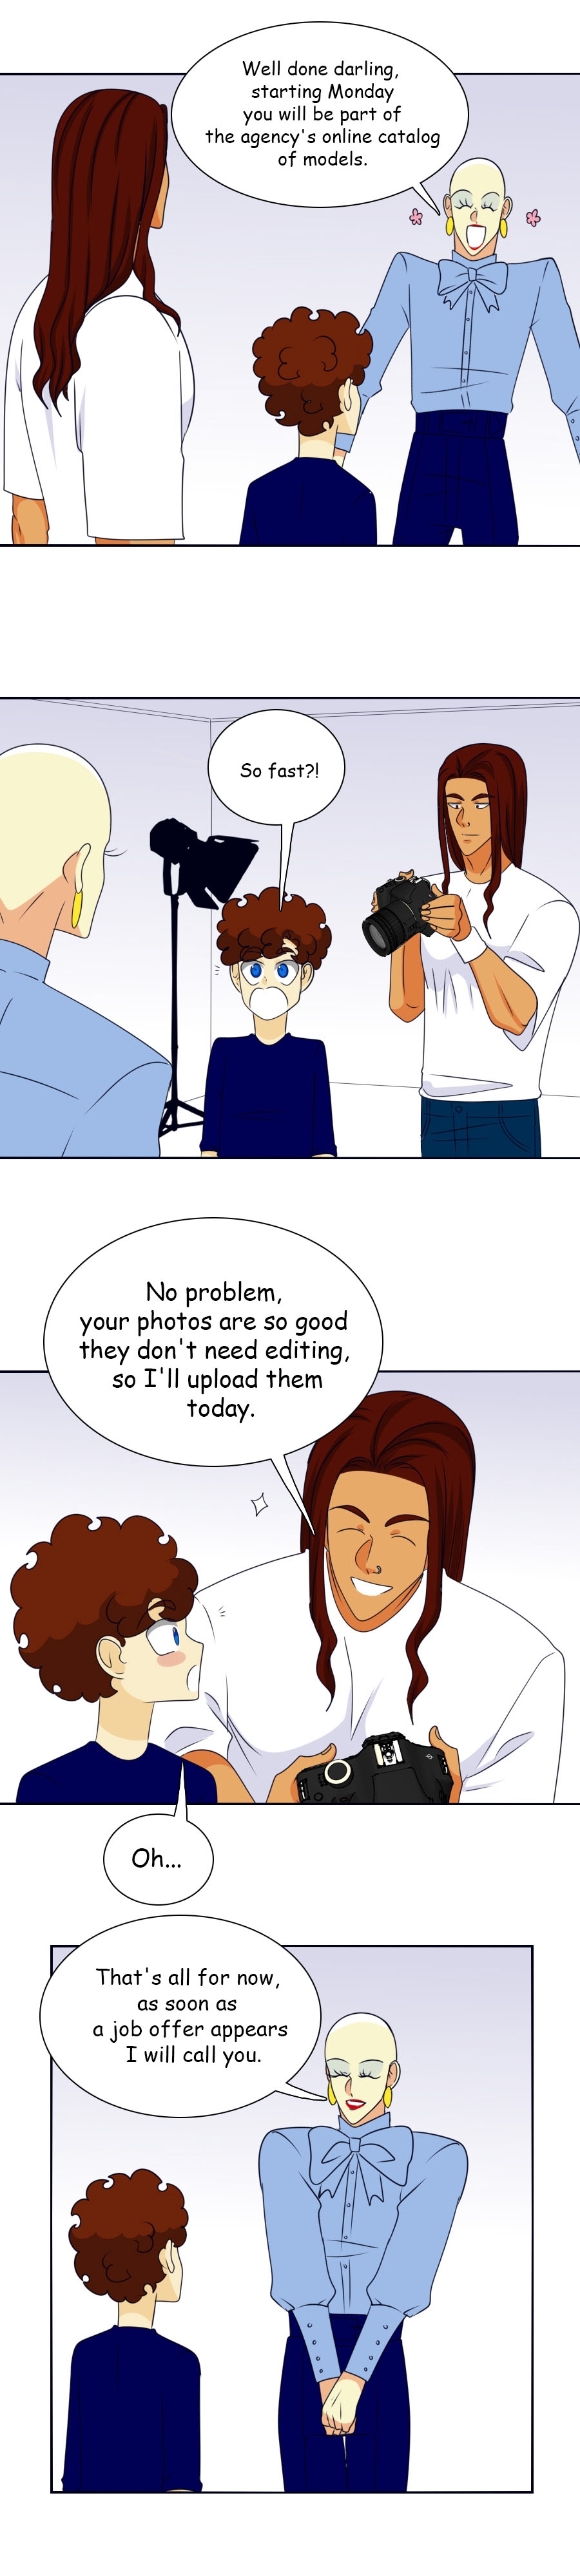 Well done darling,
starting Monday
you will be part of
the agency's online catalog
of models.
So fast?!
No problem,
your photos are so good
they don't need editing,
so I'll upload them
today.
Oh...
That's all for now,
as soon as
a job offer appears
I will call you.